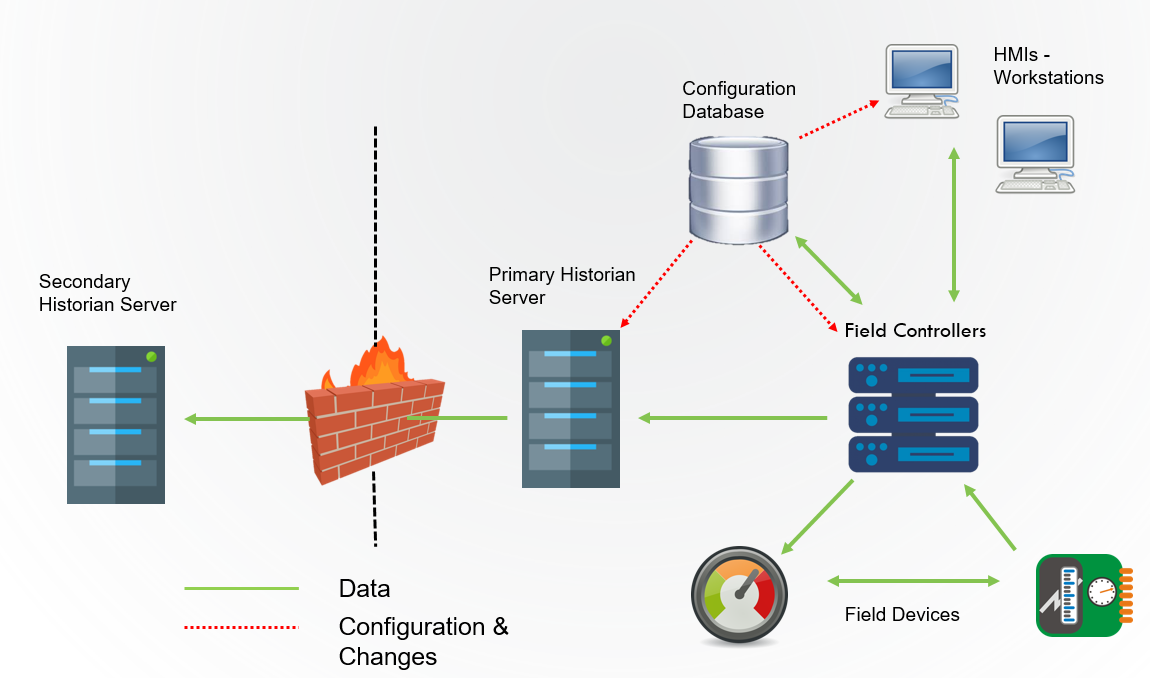 HMIs -
Workstations
Configuration
Database
Secondary
Historian Server
Primary Historian
Server
Field Controllers
Field Devices
Data
Configuration &
Changes